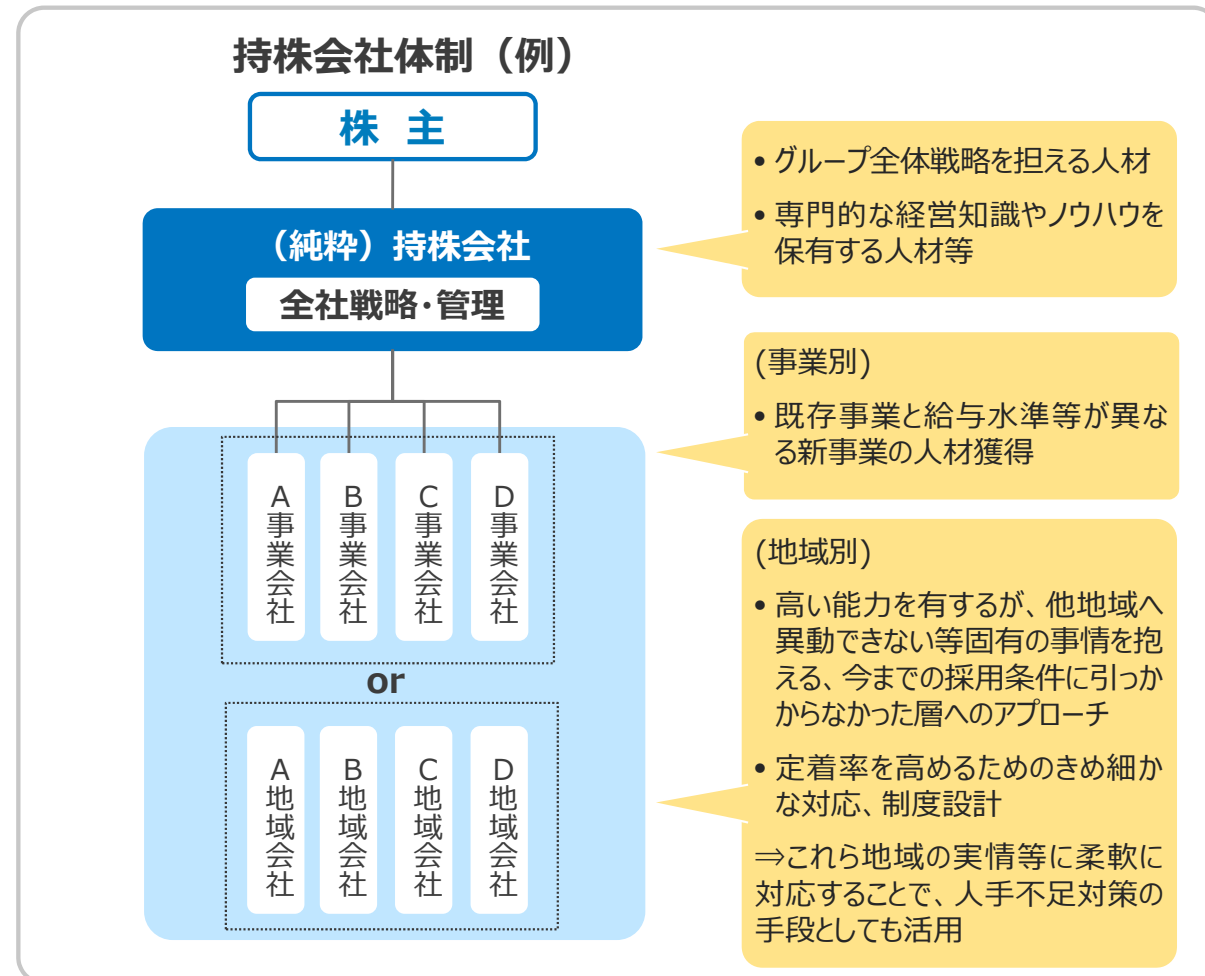 持株会社体制（例）
株 主
（純粋）持株会社
全社戦略･管理
A事業会社
B事業会社
C事業会社
D事業会社
or
A地域会社
B地域会社
C地域会社
D地域会社
• グループ全体戦略を担える人材
• 専門的な経営知識やノウハウを
保有する人材等
(事業別)
• 既存事業と給与水準等が異な
る新事業の人材獲得
(地域別)
• 高い能力を有するが、他地域へ
異動できない等固有の事情を抱
える、今までの採用条件に引っか
からなかった層へのアプローチ
• 定着率を高めるためのきめ細か
な対応、制度設計
⇒これら地域の実情等に柔軟に
対応することで、人手不足対策の
手段としても活用